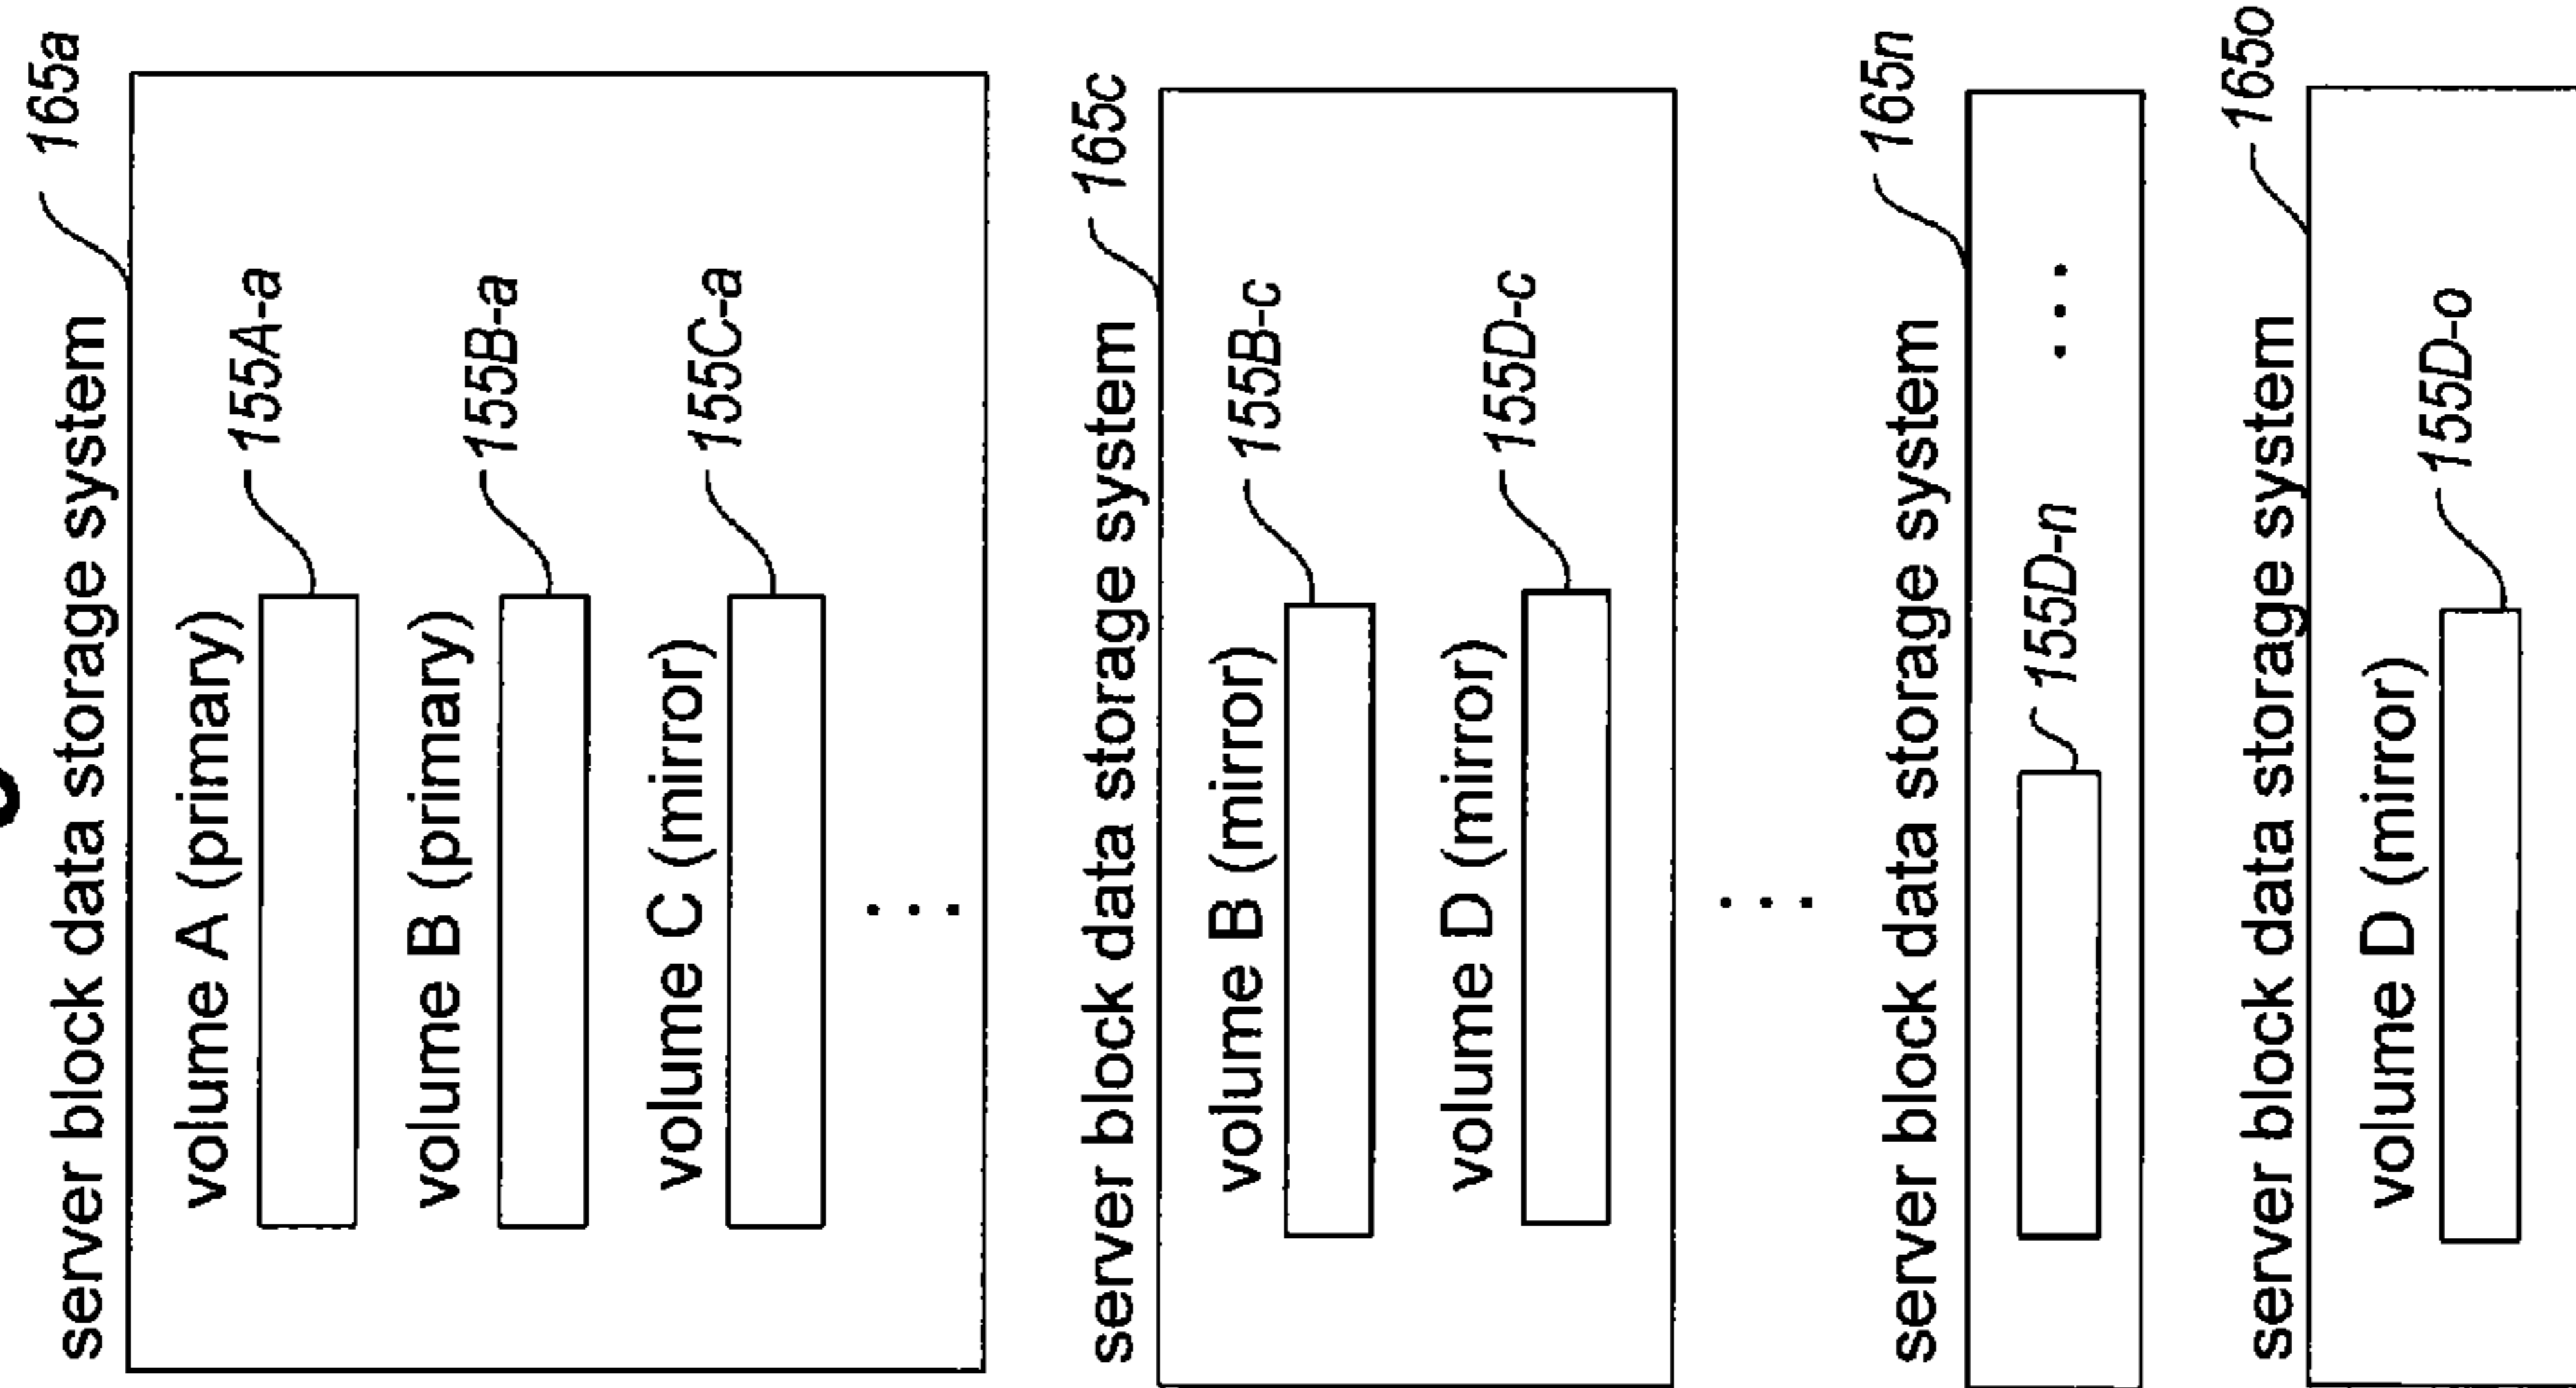 server block data storage system
165a
volume A (primary)
155A-a
volume B (primary)
155B-a
volume C (mirror)
155C-a
...
server block data storage system
165c
volume B (mirror)
155B-c
volume D (mirror)
155D-c
...
server block data storage system
165n
155D-n
...
server block data storage system
165o
volume D (mirror)
155D-o